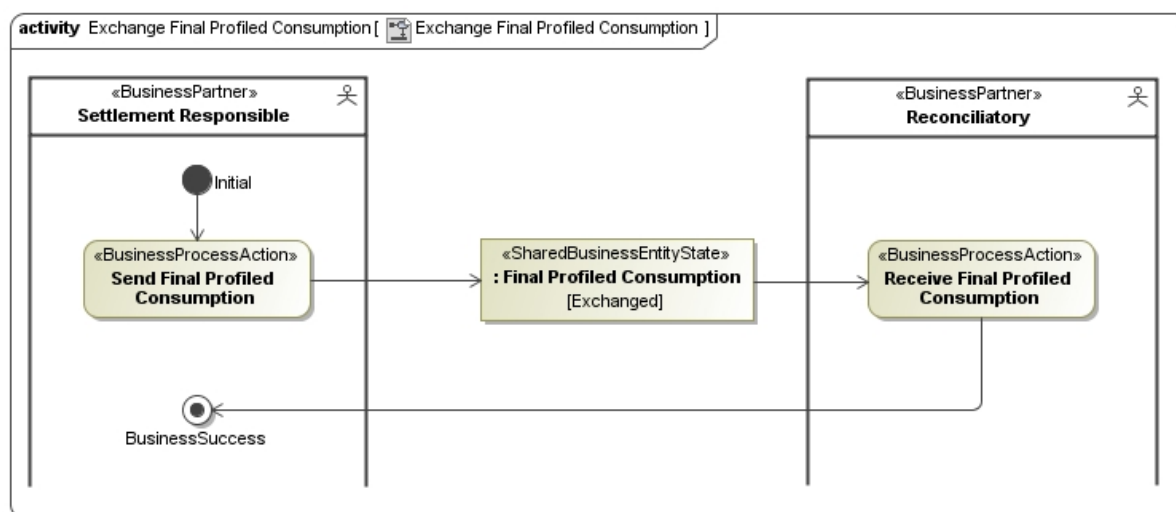 activity Exchange Final Profiled Consumption [ Exchange Final Profiled Consumption ]
«BusinessPartner»
Settlement Responsible
«BusinessPartner»
Reconciliatory
Initial
«BusinessProcessAction»
Send Final Profiled
Consumption
«SharedBusinessEntityState»
: Final Profiled Consumption
[Exchanged]
«BusinessProcessAction»
Receive Final Profiled
Consumption
BusinessSuccess